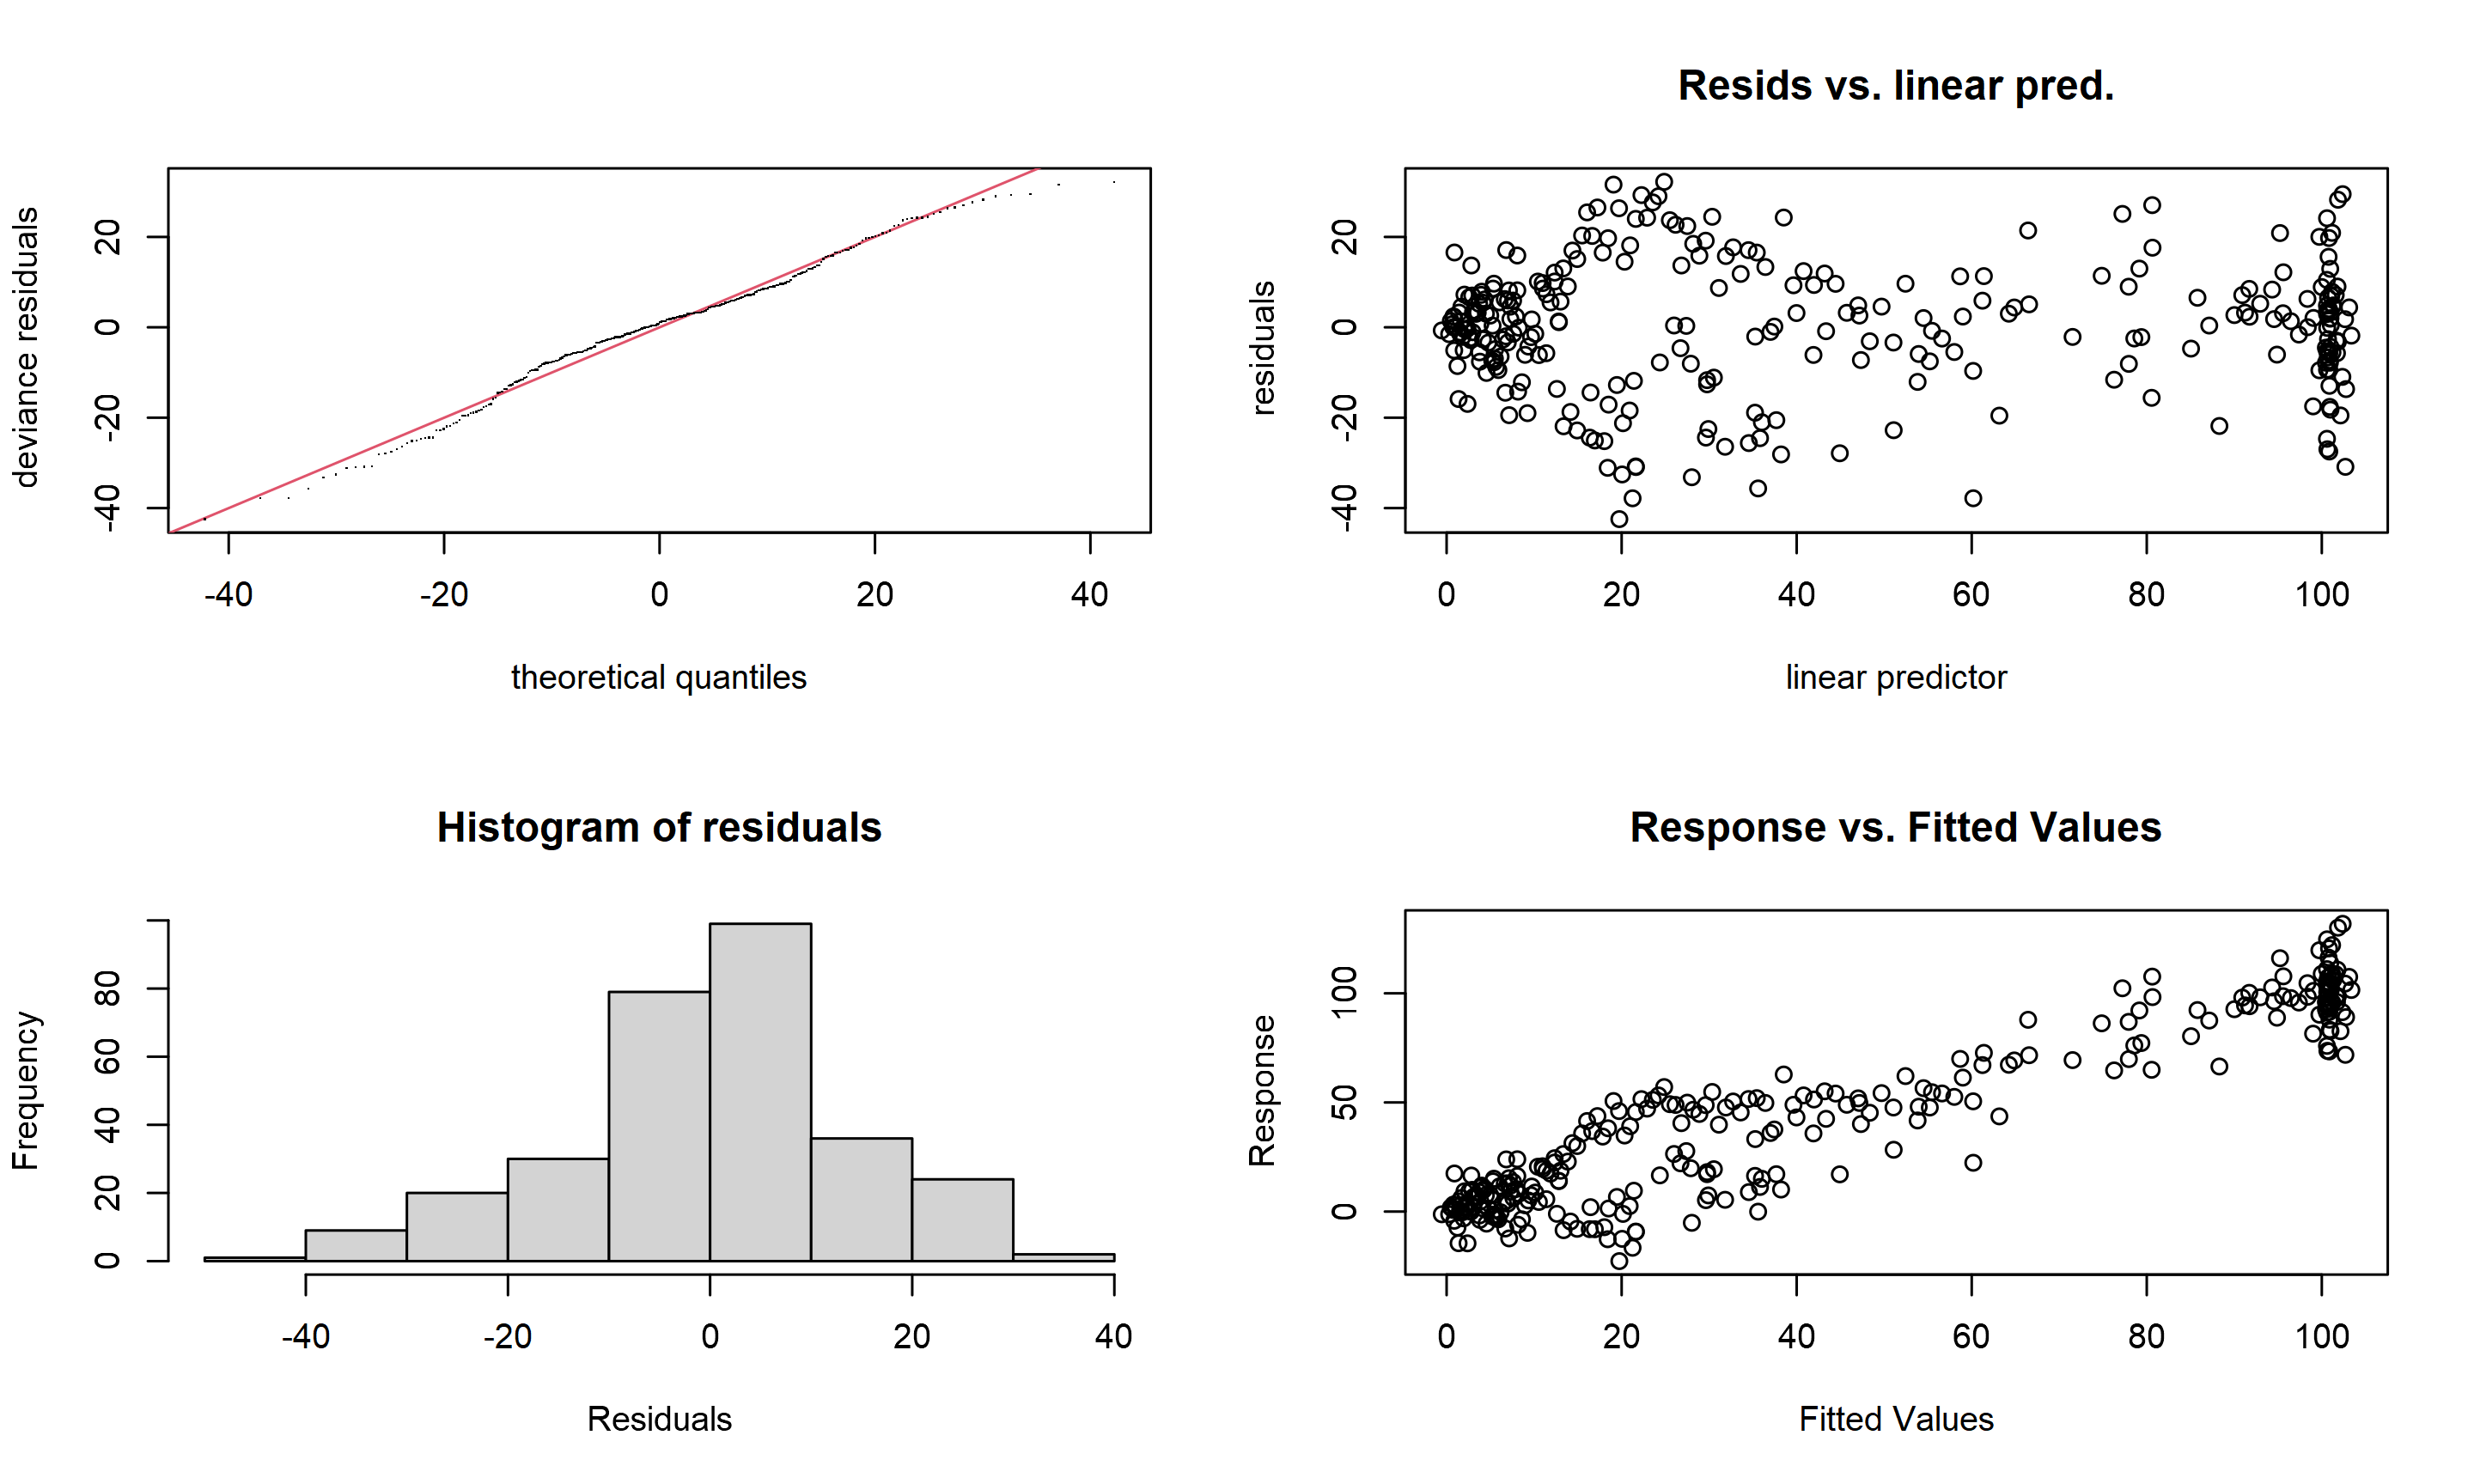 deviance residuals
20
0
-20
-40
-40 -20 0 20 40
theoretical quantiles
Resids vs. linear pred.
residuals
20
0
-20
-40
0 20 40 60 80 100
linear predictor
Histogram of residuals
Frequency
80
60
40
20
0
-40 -20 0 20 40
Residuals
Response vs. Fitted Values
Response
100
50
0
0 20 40 60 80 100
Fitted Values